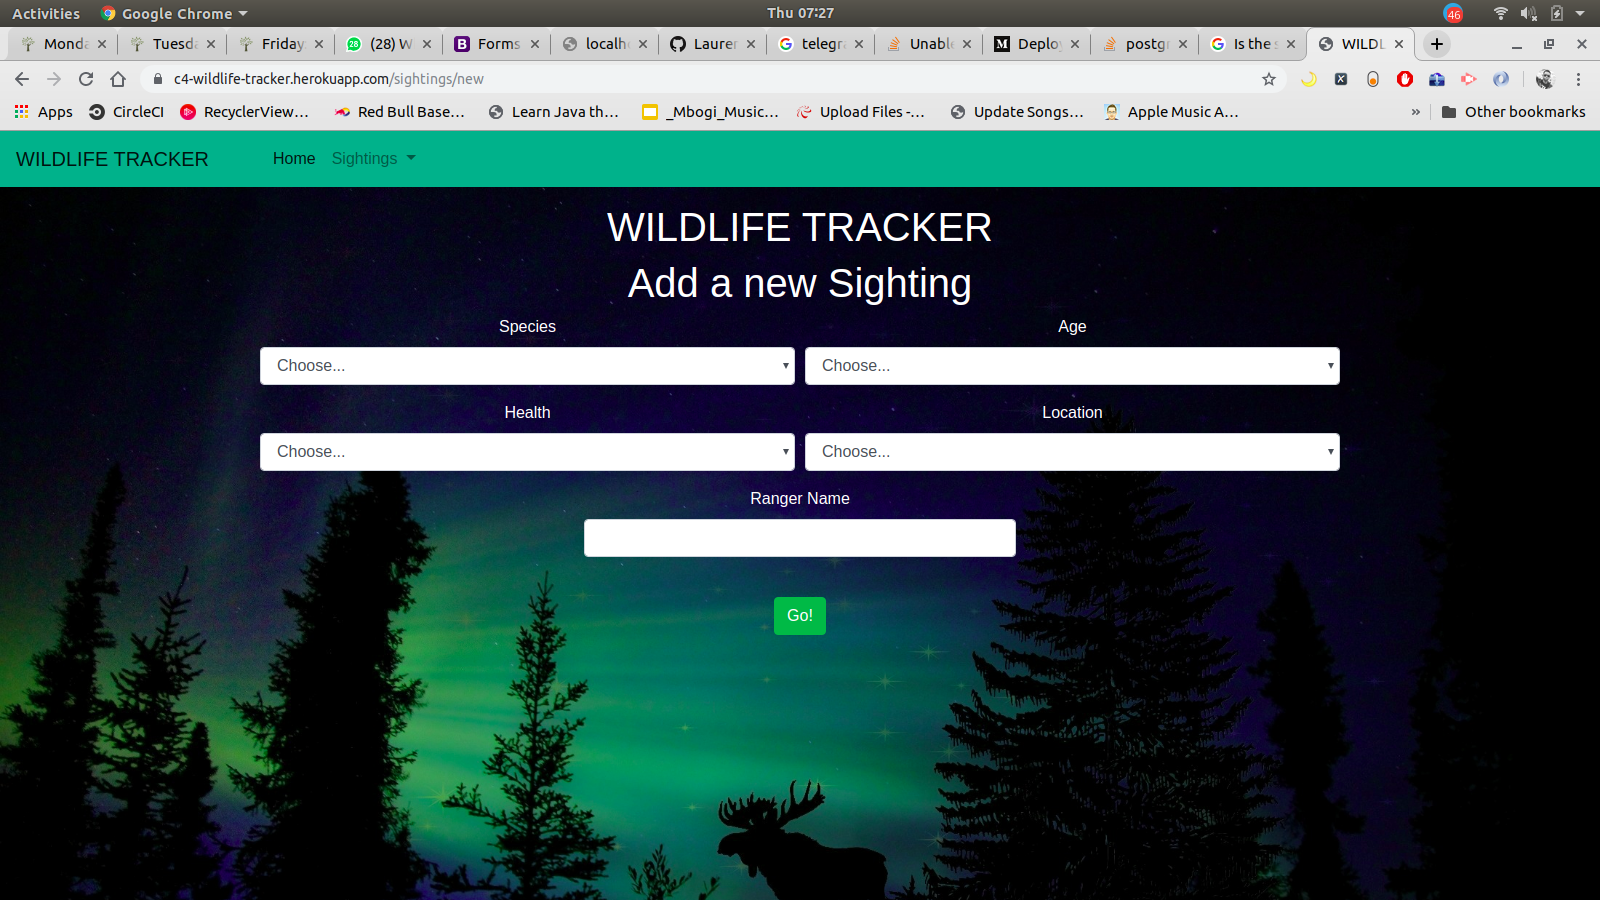 Activities Google Chrome Thu 07:27 46
Monda Tuesda Friday (28) W Forms localh Lauren telegra Unable Deploy postgr Is the s WILDL
c4-wildlife-tracker.herokuapp.com/sightings/new
Apps CircleCI RecyclerView... Red Bull Base... Learn Java th... _Mbogi_Music... Upload Files -... Update Songs... Apple Music A... » Other bookmarks
WILDLIFE TRACKER Home Sightings
WILDLIFE TRACKER
Add a new Sighting
Species Age
Choose... Choose...
Health Location
Choose... Choose...
Ranger Name
Go!